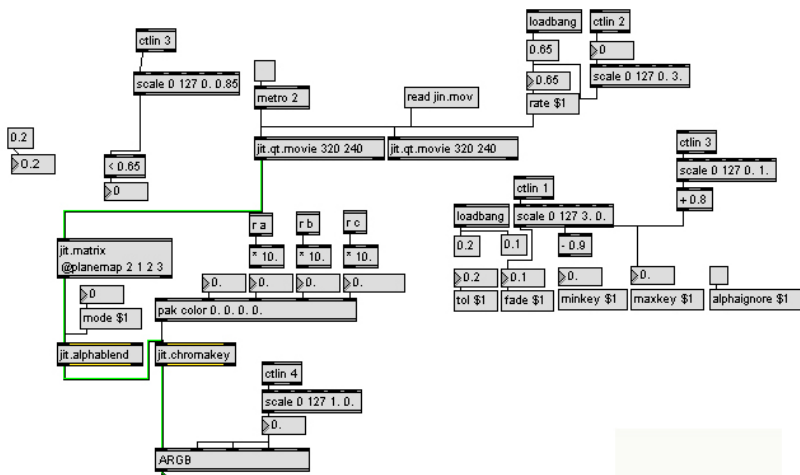 loadbang
ctlin 2
ctlin 3
0.65
0
scale 0 127 0. 0.85
0.65
scale 0 127 0. 3.
metro 2
read jin.mov
rate $1
0.2
0.2
jit.qt.movie 320 240
jit.qt.movie 320 240
ctlin 3
< 0.65
scale 0 127 0. 1.
0
ctlin 1
+ 0.8
loadbang
scale 0 127 3. 0.
r a
r b
r c
0.2
0.1
- 0.9
jit.matrix
@planemap 2 1 2 3
* 10.
* 10.
* 10.
0.2
0.1
0.
0.
0.
0.
0.
0.
tol $1
fade $1
minkey $1
maxkey $1
alphaignore $1
0
pak color 0. 0. 0. 0.
mode $1
jit.alphablend
jit.chromakey
ctlin 4
scale 0 127 1. 0.
0.
ARGB